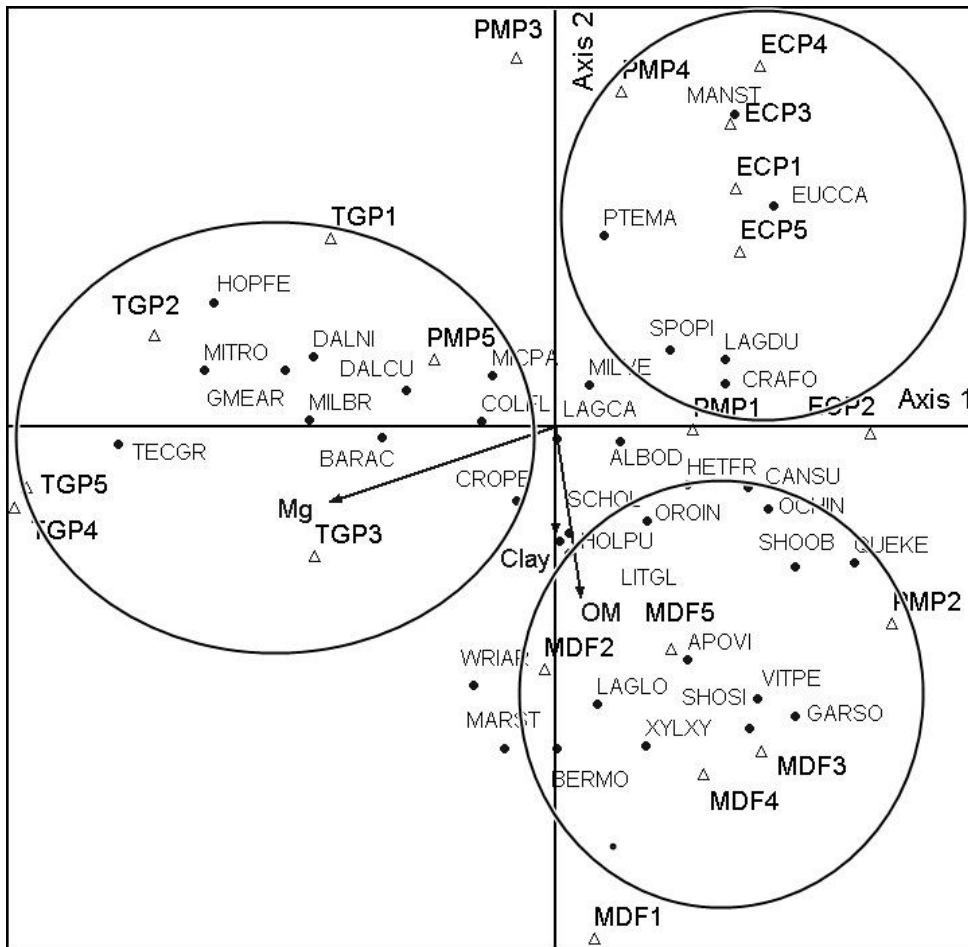 PMP3
Axis 2
ECP4
PMP4
MANST
ECP3
ECP1
EUCCA
PTEMA
ECP5
TGP1
HOPFE
TGP2
DALNI
PMP5
SPOPI
LAGDU
MITRO
DALCU
MICPA
MILVE
CRAFO
GMEAR
MILBR
COLFL
LAGCA
PMP1
ECP2
Axis 1
TECGR
BARAC
ALBOD
CROPE
HETFR
CANSU
TGP5
SCHOL
OROIN
OCHIN
Mg
TGP4
TGP3
Clay
HOLPU
SHOOB
QUEKE
LITGL
OM
MDF5
PMP2
MDF2
APOVI
WRIAR
LAGLO
SHOSI
VITPE
GARSO
MARST
XYLXY
BERMO
MDF3
MDF4
MDF1